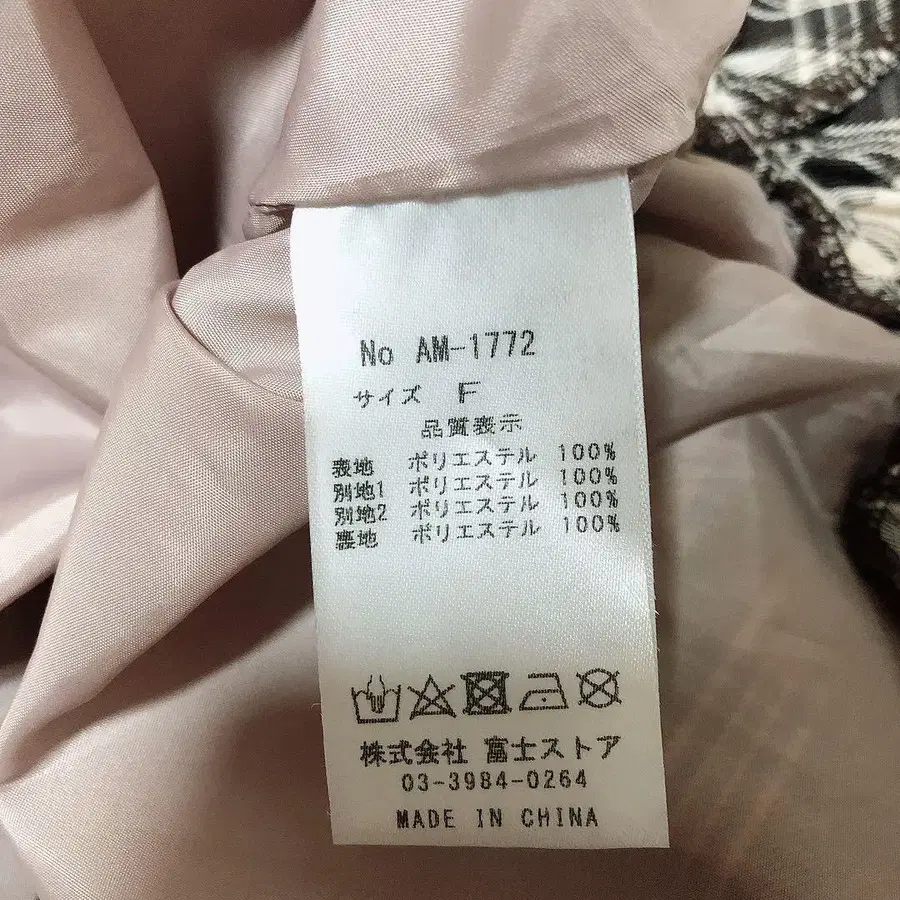 No AM-1772
サイズ F
品質表示
表地 ポリエステル 100%
別地1 ポリエステル 100%
別地2 ポリエステル 100%
裏地 ポリエステル 100%
株式会社 富士ストア
03-3984-0264
MADE IN CHINA